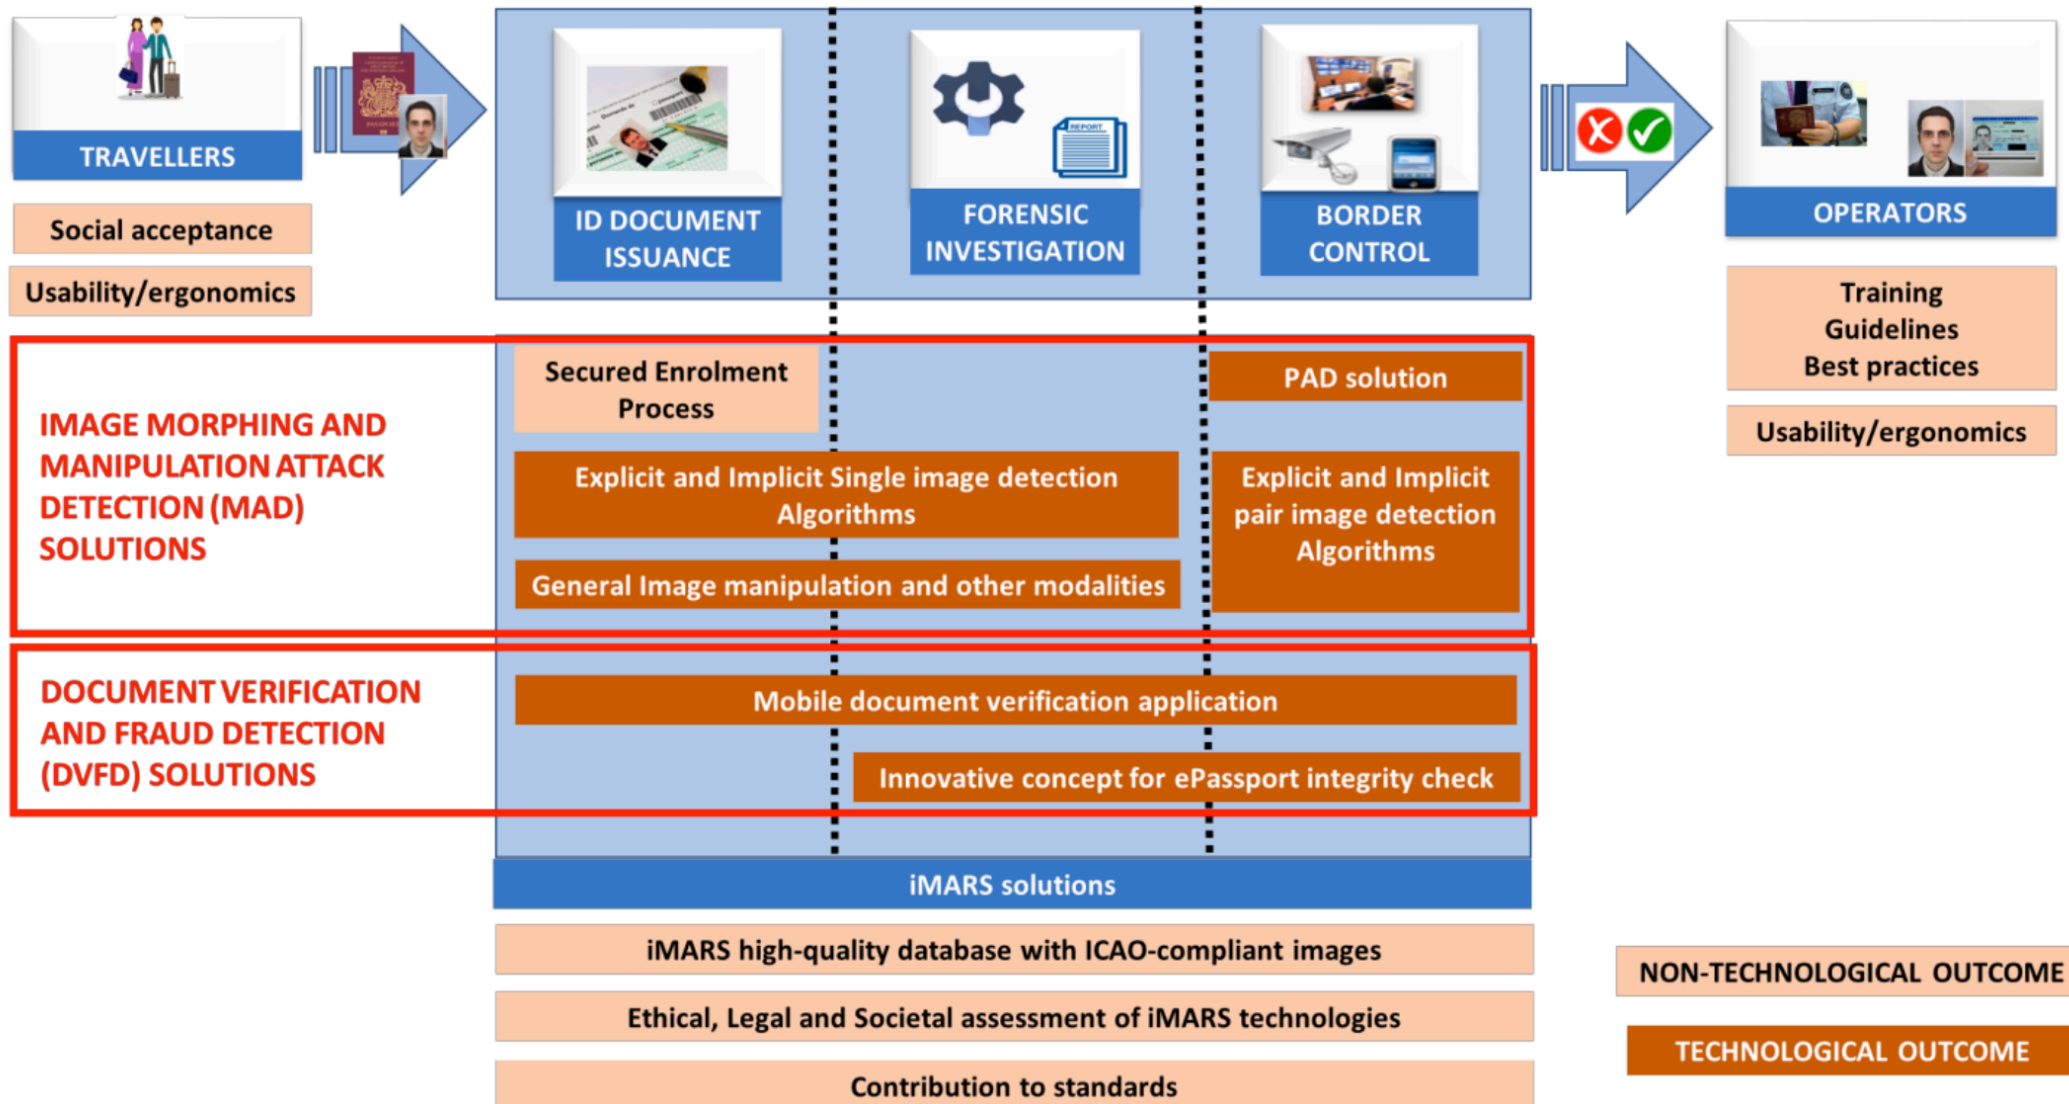 TRAVELLERS
Social acceptance
Usability/ergonomics
ID DOCUMENT
ISSUANCE
REPORT
FORENSIC
INVESTIGATION
BORDER
CONTROL
OPERATORS
Training
Guidelines
Best practices
Usability/ergonomics
IMAGE MORPHING AND
MANIPULATION ATTACK
DETECTION (MAD)
SOLUTIONS
Secured Enrolment
Process
PAD solution
Explicit and Implicit Single image detection
Algorithms
Explicit and Implicit
pair image detection
Algorithms
General Image manipulation and other modalities
DOCUMENT VERIFICATION
AND FRAUD DETECTION
(DVFD) SOLUTIONS
Mobile document verification application
Innovative concept for ePassport integrity check
iMARS solutions
iMARS high-quality database with ICAO-compliant images
Ethical, Legal and Societal assessment of iMARS technologies
Contribution to standards
NON-TECHNOLOGICAL OUTCOME
TECHNOLOGICAL OUTCOME